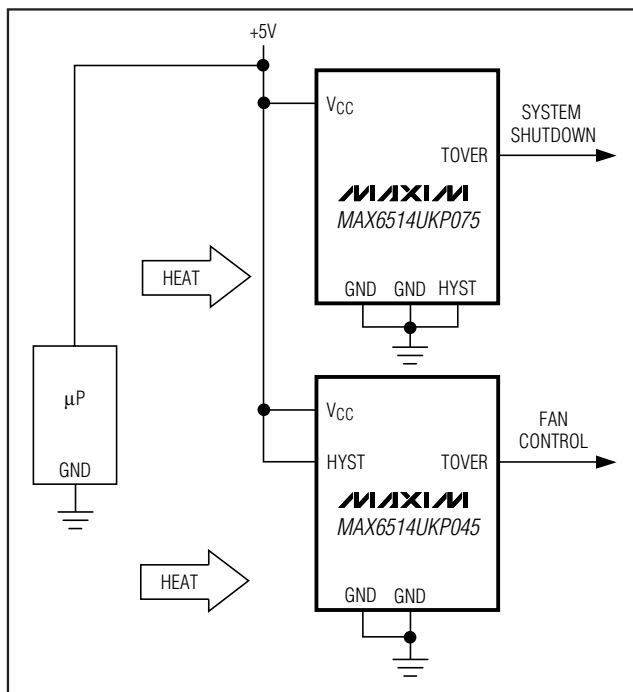 +5V
VCC
SYSTEM
SHUTDOWN
TOVER
MAXIM
MAX6514UKP075
HEAT
GND GND HYST
μP
GND
VCC
FAN
CONTROL
HYST TOVER
MAXIM
MAX6514UKP045
HEAT
GND GND